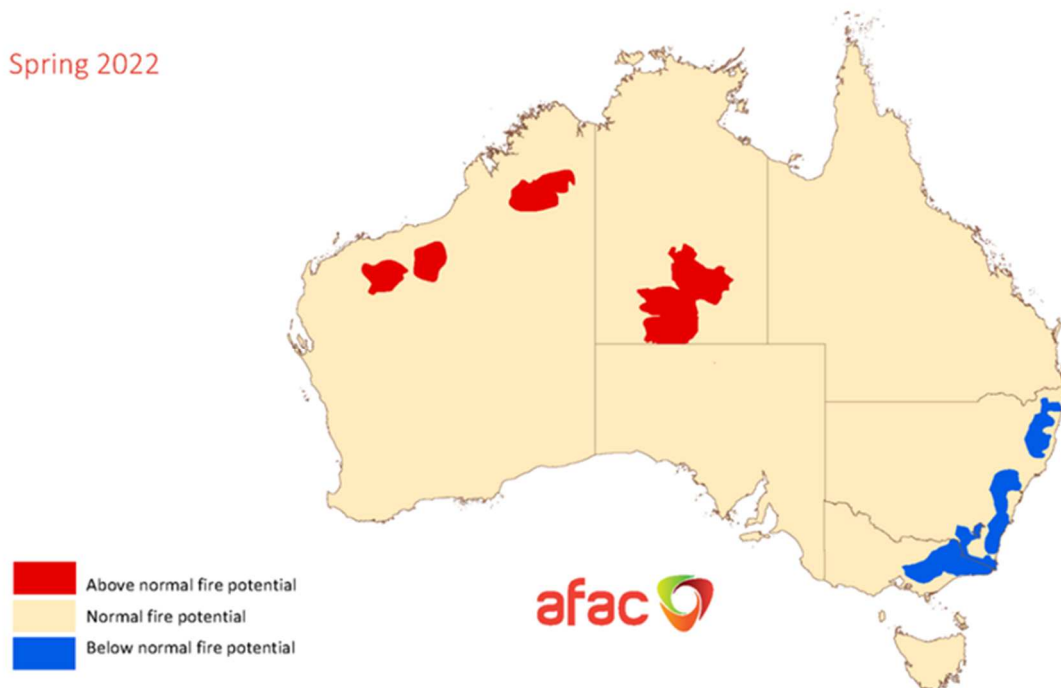 Spring 2022
Above normal fire potential
Normal fire potential
Below normal fire potential
afac